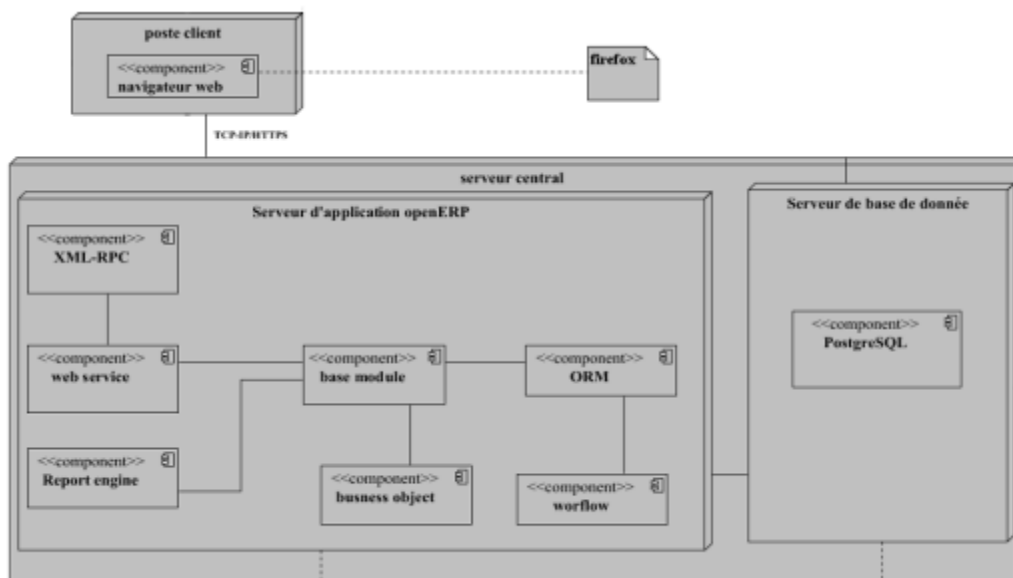 poste client
<<component>>
navigateur web
firefox
TCP-IP/HTTPS
serveur central
Serveur d'application openERP
Serveur de base de donnée
<<component>>
XML-RPC
<<component>>
PostgreSQL
<<component>>
web service
<<component>>
base module
<<component>>
ORM
<<component>>
Report engine
<<component>>
busness object
<<component>>
worflow